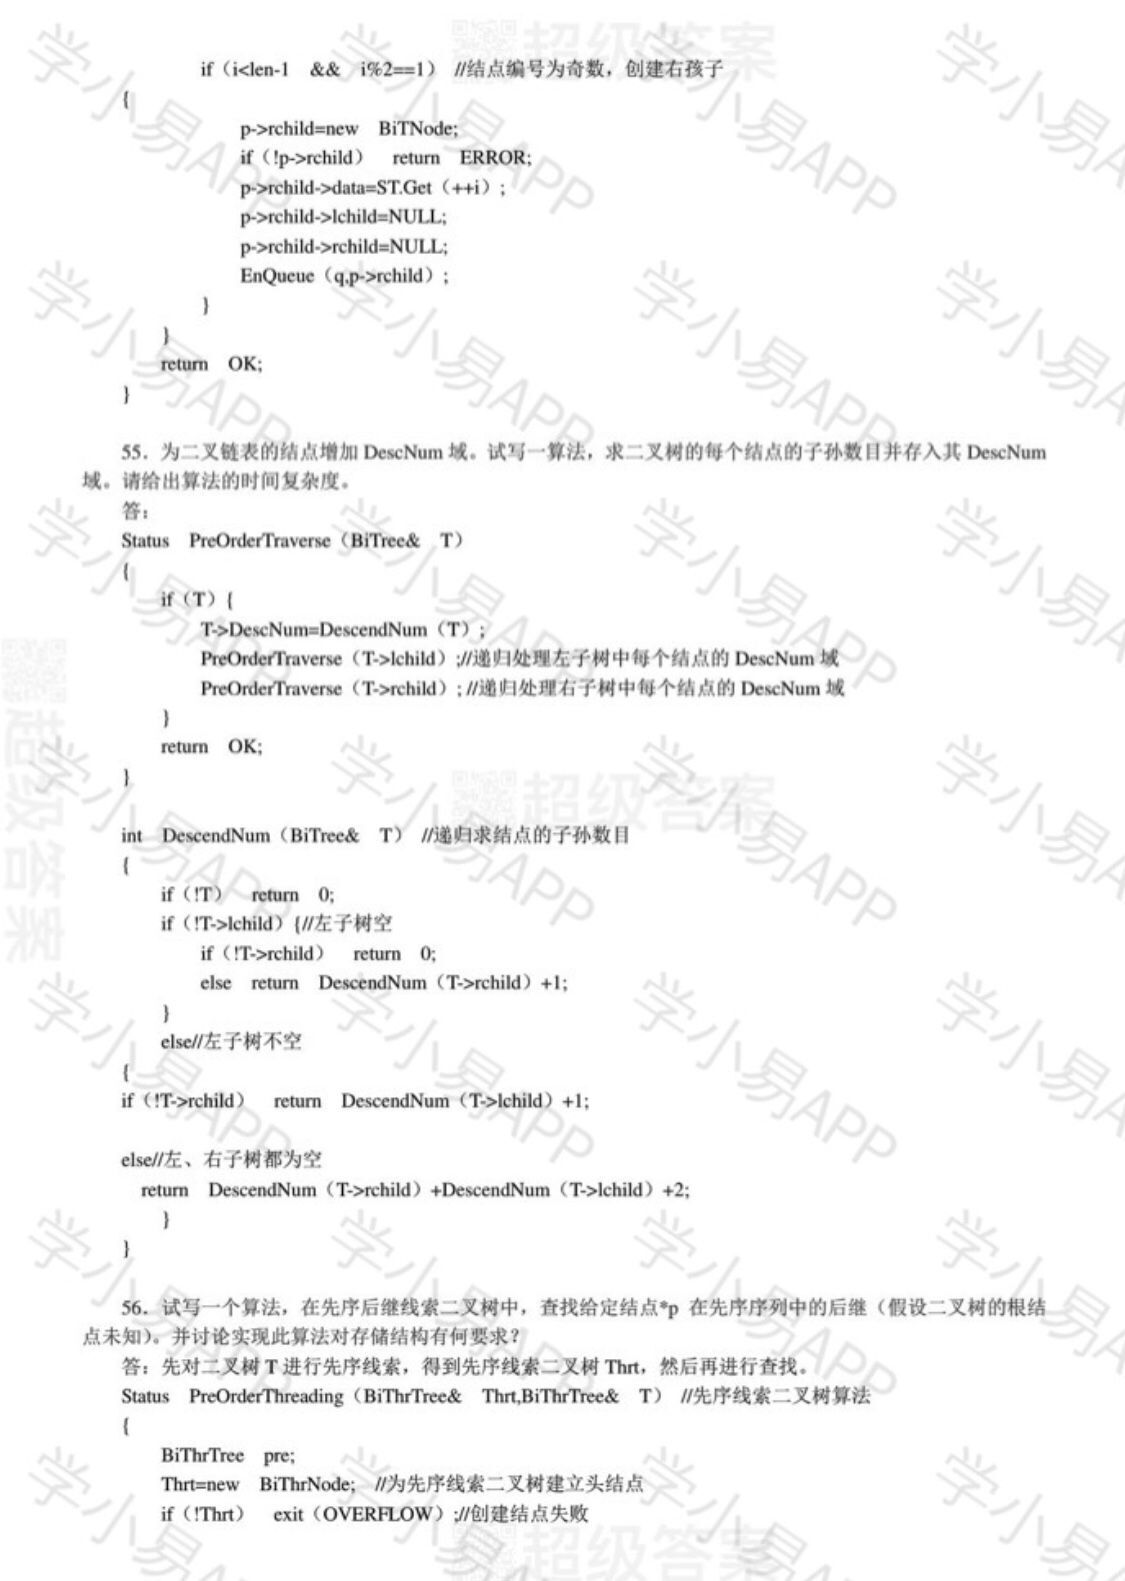 if（i<len-1 && i%2==1） //结点编号为奇数，创建右孩子
{
p->rchild=new BiTNode;
if（!p->rchild） return ERROR;
p->rchild->data=ST.Get（++i）;
p->rchild->lchild=NULL;
p->rchild->rchild=NULL;
EnQueue（q,p->rchild）;
}
}
return OK;
}
55．为二叉链表的结点增加 DescNum 域。试写一算法，求二叉树的每个结点的子孙数目并存入其 DescNum
域。请给出算法的时间复杂度。
答：
Status PreOrderTraverse（BiTree& T）
{
if（T）{
T->DescNum=DescendNum（T）;
PreOrderTraverse（T->lchild）;//递归处理左子树中每个结点的 DescNum 域
PreOrderTraverse（T->rchild）; //递归处理右子树中每个结点的 DescNum 域
}
return OK;
}
int DescendNum（BiTree& T） //递归求结点的子孙数目
{
if（!T） return 0;
if（!T->lchild）{//左子树空
if（!T->rchild） return 0;
else return DescendNum（T->rchild）+1;
}
else//左子树不空
{
if（!T->rchild） return DescendNum（T->lchild）+1;
else//左、右子树都为空
return DescendNum（T->rchild）+DescendNum（T->lchild）+2;
}
}
56．试写一个算法，在先序后继线索二叉树中，查找给定结点*p 在先序序列中的后继（假设二叉树的根结
点未知）。并讨论实现此算法对存储结构有何要求？
答：先对二叉树 T 进行先序线索，得到先序线索二叉树 Thrt，然后再进行查找。
Status PreOrderThreading（BiThrTree& Thrt,BiThrTree& T） //先序线索二叉树算法
{
BiThrTree pre;
Thrt=new BiThrNode; //为先序线索二叉树建立头结点
if（!Thrt） exit（OVERFLOW）;//创建结点失败
学小易APP
超级答案